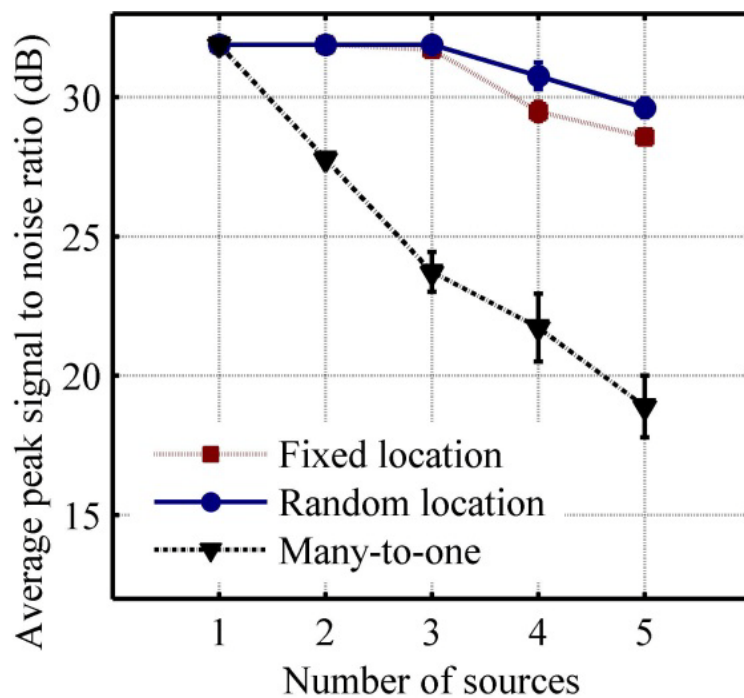 Average peak signal to noise ratio (dB)
30
25
20
15
Fixed location
Random location
Many-to-one
1 2 3 4 5
Number of sources